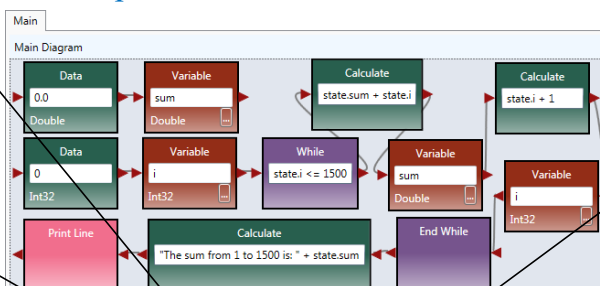 Main
Main Diagram
Data
0.0
Double
Variable
sum
Double
...
Calculate
state.sum + state.i
Calculate
state.i + 1
Data
0
Int32
Variable
i
Int32
...
While
state.i <= 1500
Variable
sum
Double
...
Variable
i
Int32
...
Print Line
Calculate
"The sum from 1 to 1500 is: " + state.sum
End While